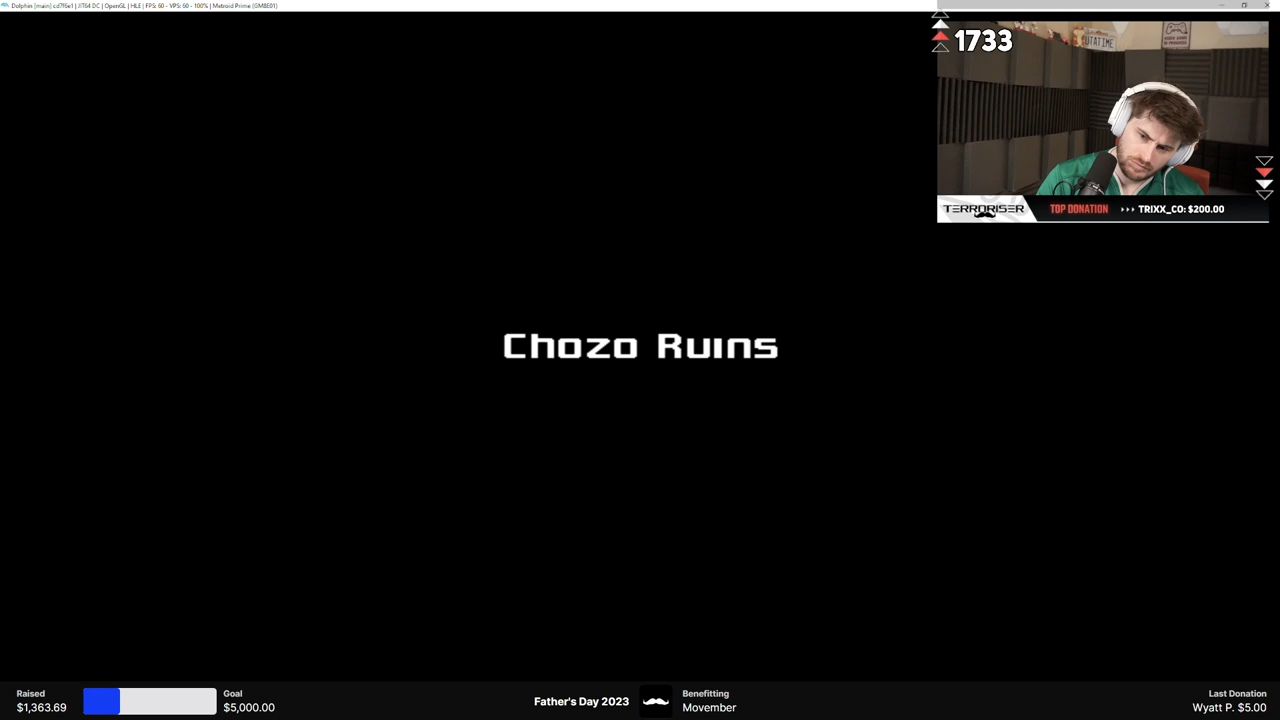 Dolphin [main] cd7f6e1 | JIT64 DC | OpenGL | HLE | FPS: 60 - VPS: 60 - 100% | Metroid Prime (GM8E01)
1733
UTATIME
TERRORISER
TOP DONATION
TRIXX_CO: $200.00
Chozo Ruins
Raised
$1,363.69
Goal
$5,000.00
Father's Day 2023
Benefitting
Movember
Last Donation
Wyatt P. $5.00